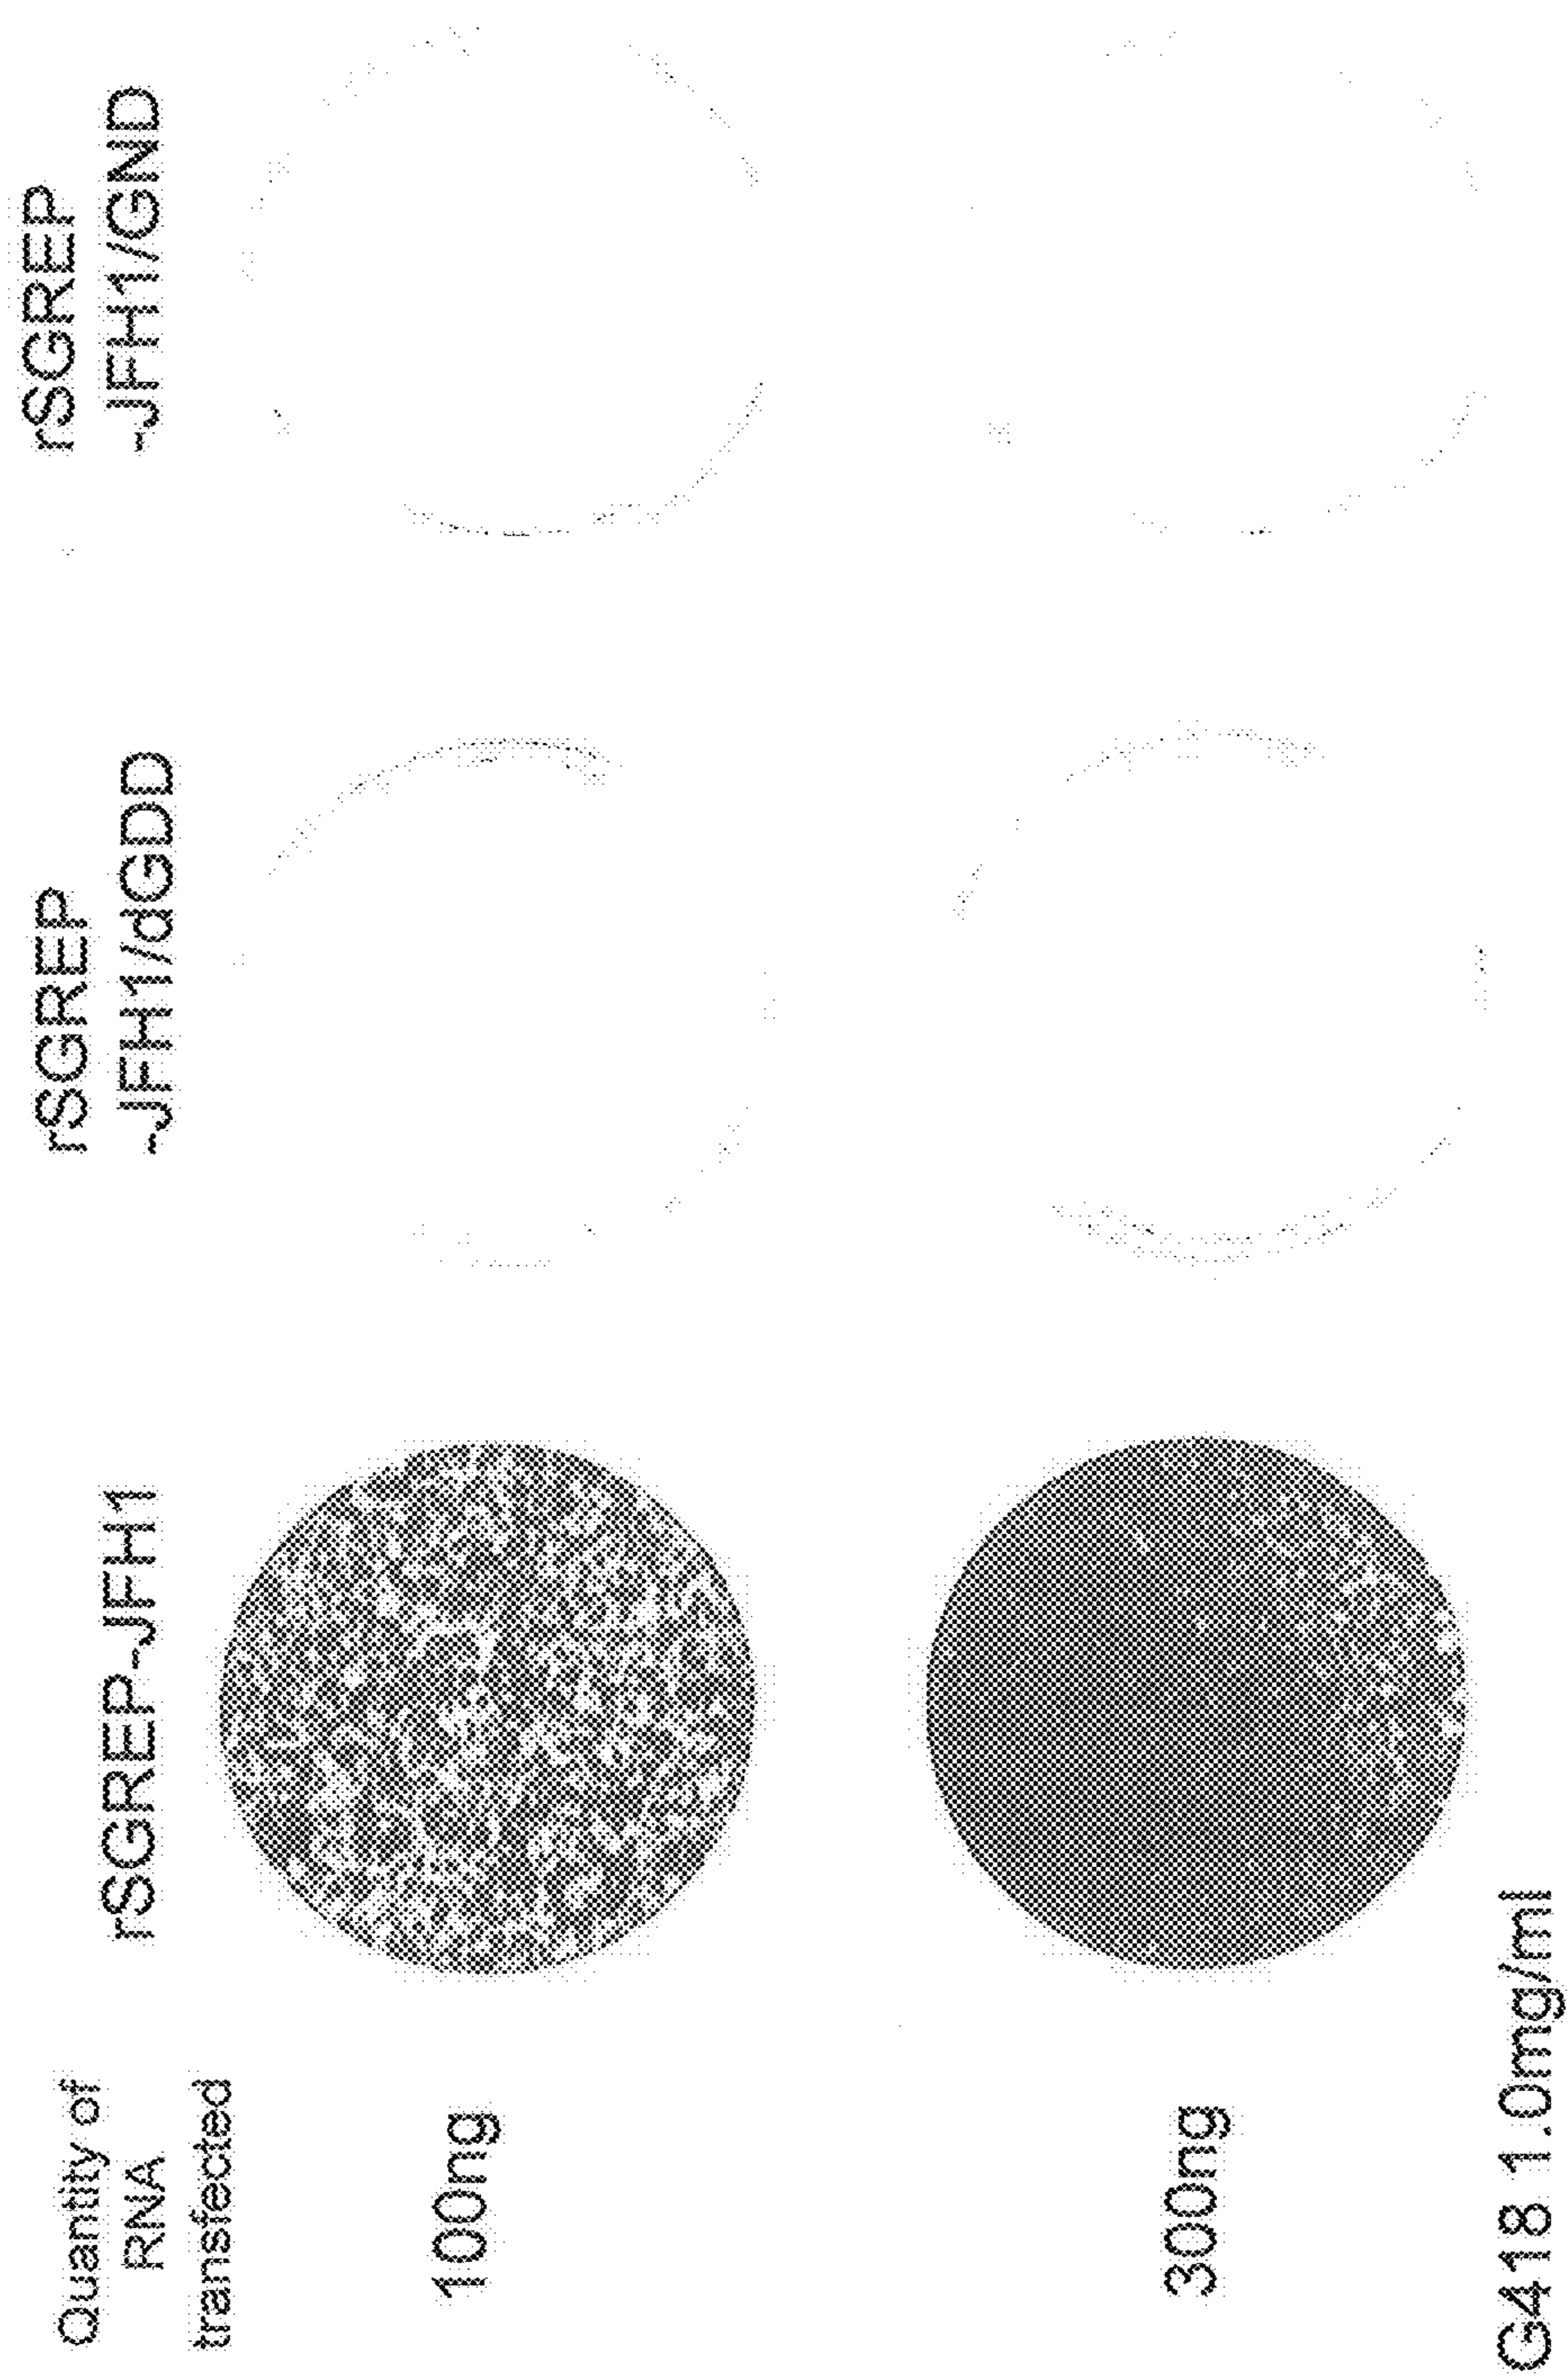 Quantity of
RNA
transfected
rSGREP-JFH1
rSGREP
-JFH1/dGDD
rSGREP
-JFH1/GND
100ng
300ng
G418 1.0mg/ml